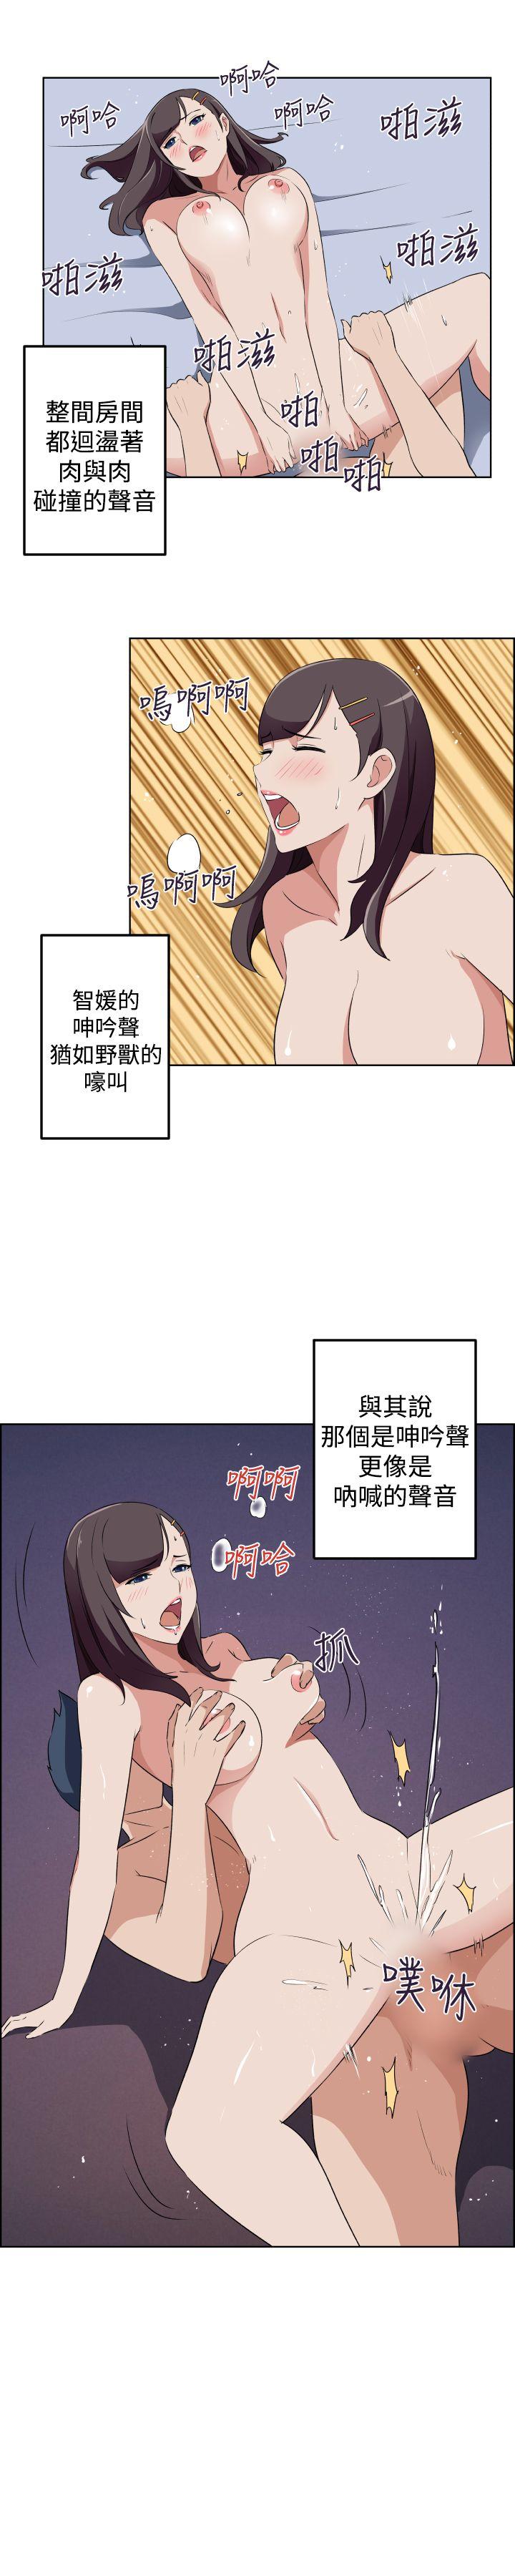 啊哈
啊哈
啊哈
啪滋
啪滋
啪滋
啪滋
啪
啪
啪
整間房間
都迴盪著
肉與肉
碰撞的聲音
嗚啊啊
嗚啊啊
智媛的
呻吟聲
猶如野獸的
嚎叫
與其說
那個是呻吟聲
更像是
吶喊的聲音
啊啊
啊哈
抓
噗咻